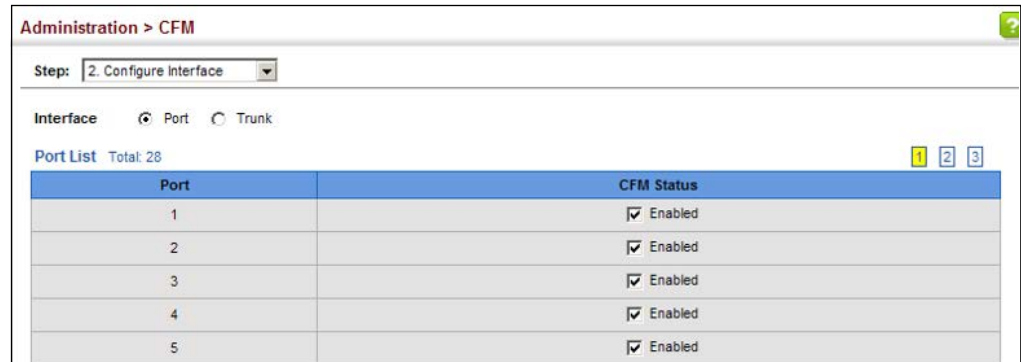 Administration > CFM
?
Step: 2. Configure Interface
Interface Port Trunk
Port List Total: 28 1 2 3
Port CFM Status
1 Enabled
2 Enabled
3 Enabled
4 Enabled
5 Enabled